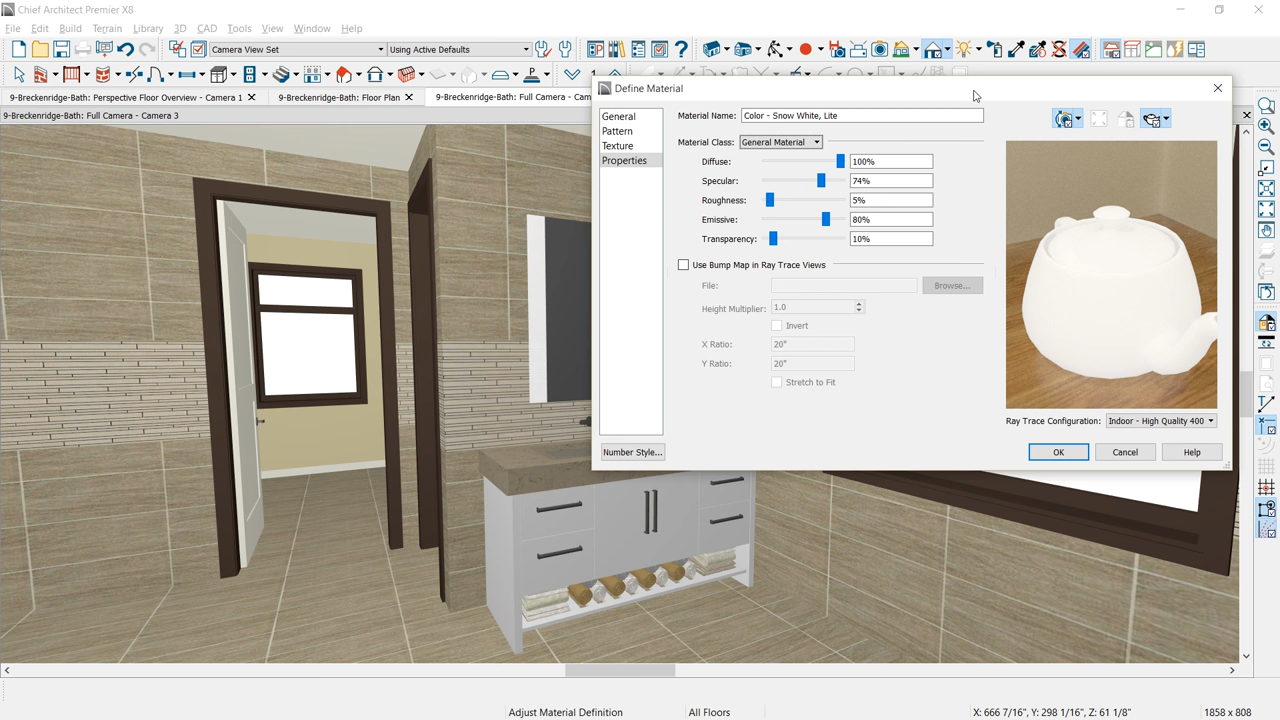 Chief Architect Premier X8
File Edit Build Terrain Library 3D CAD Tools View Window Help
Camera View Set Using Active Defaults
9-Breckenridge-Bath: Perspective Floor Overview - Camera 1 9-Breckenridge-Bath: Floor Plan 9-Breckenridge-Bath: Full Camera - Cam
9-Breckenridge-Bath: Full Camera - Camera 3
Define Material
General
Pattern
Texture
Properties
Number Style...
Material Name: Color - Snow White, Lite
Material Class: General Material
Diffuse: 100%
Specular: 74%
Roughness: 5%
Emissive: 80%
Transparency: 10%
Use Bump Map in Ray Trace Views
File: Browse...
Height Multiplier: 1.0
Invert
X Ratio: 20"
Y Ratio: 20"
Stretch to Fit
Ray Trace Configuration: Indoor - High Quality 400
OK Cancel Help
Adjust Material Definition All Floors X: 666 7/16", Y: 298 1/16", Z: 61 1/8" 1858 x 808